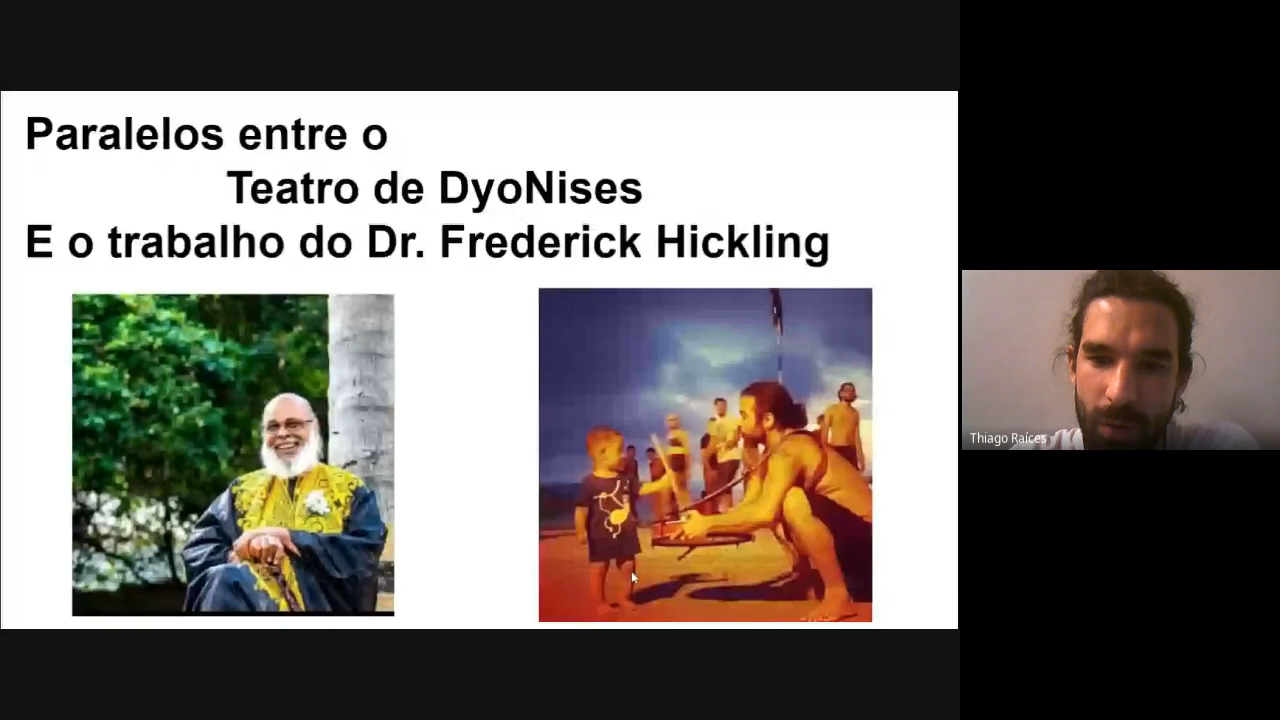 Paralelos entre o
Teatro de DyoNises
E o trabalho do Dr. Frederick Hickling
Thiago Raíces